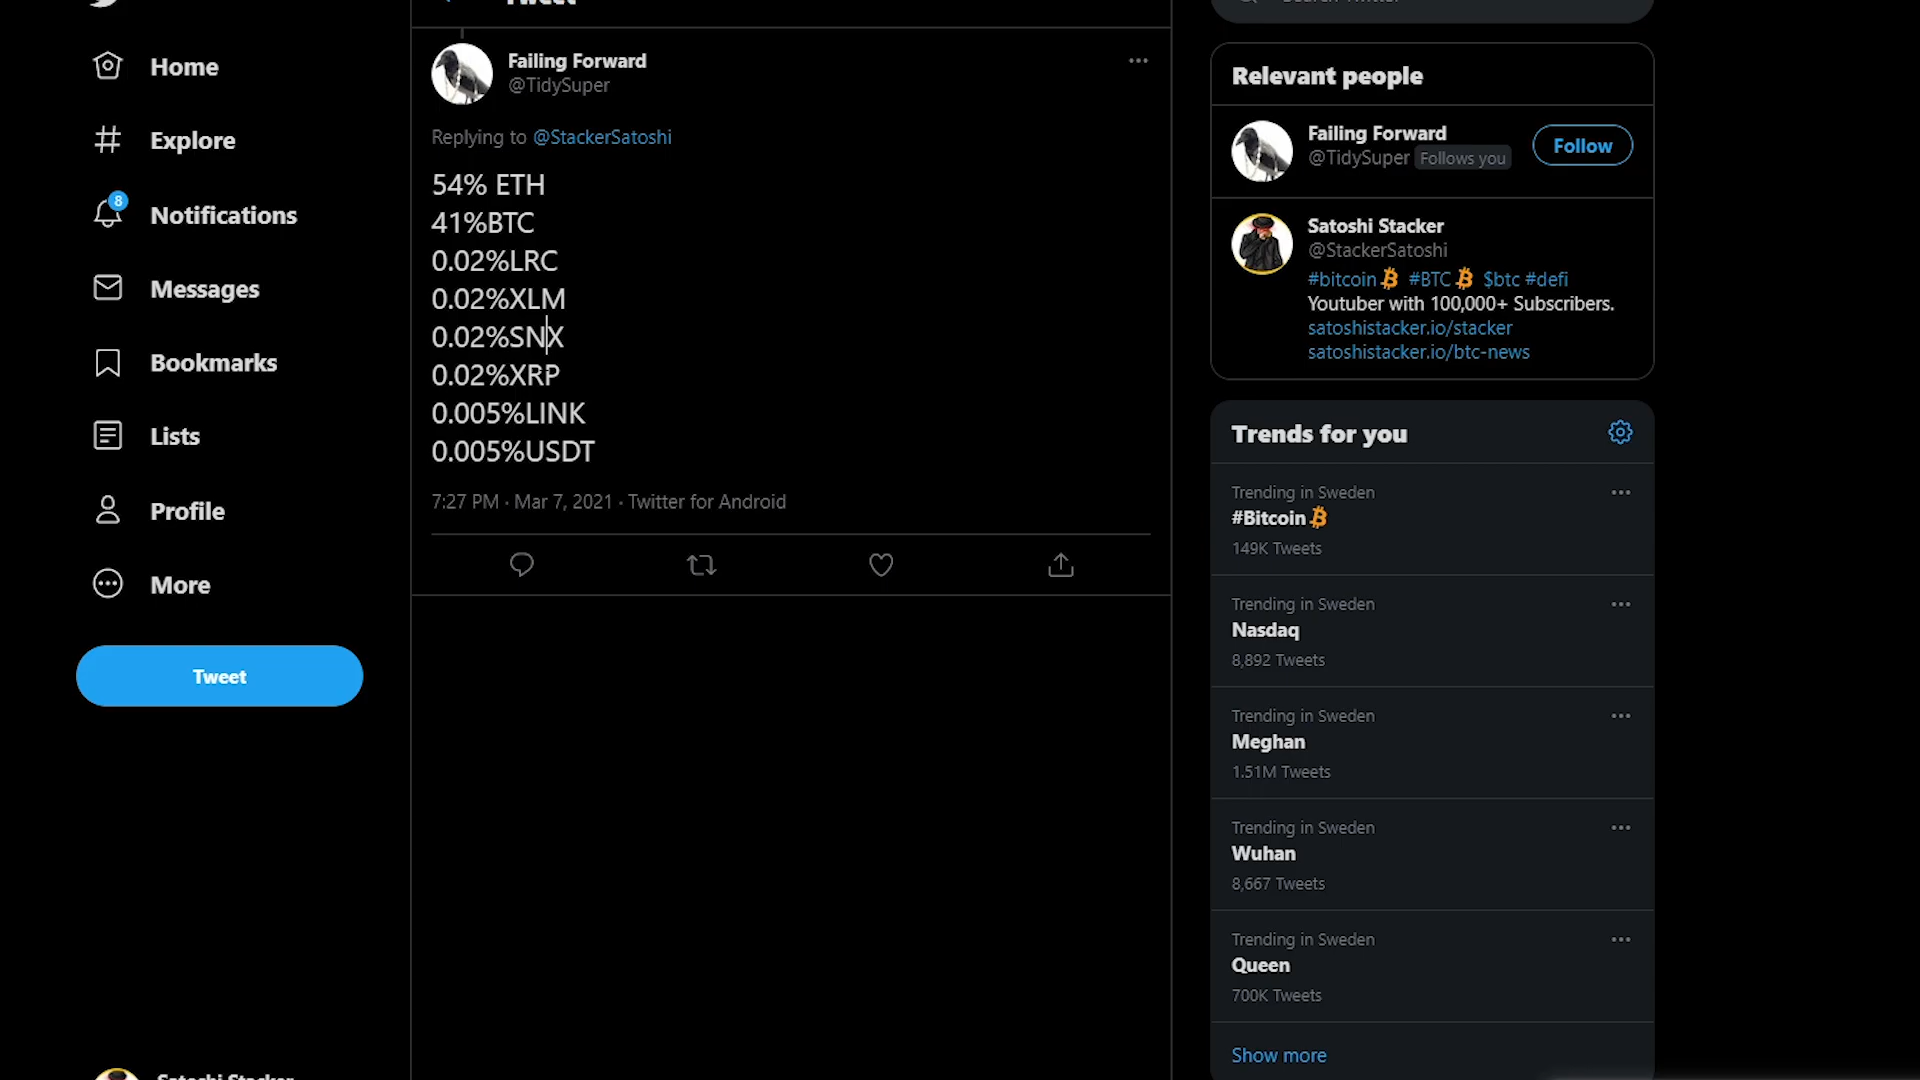 Home
Explore
8
Notifications
Messages
Bookmarks
Lists
Profile
More
Tweet
Tweet
Failing Forward
@TidySuper
Replying to @StackerSatoshi
54% ETH
41%BTC
0.02%LRC
0.02%XLM
0.02%SNX
0.02%XRP
0.005%LINK
0.005%USDT
7:27 PM · Mar 7, 2021 · Twitter for Android
Search Twitter
Relevant people
Failing Forward
@TidySuper Follows you
Follow
Satoshi Stacker
@StackerSatoshi
#bitcoin #BTC $btc #defi
Youtuber with 100,000+ Subscribers.
satoshistacker.io/stacker
satoshistacker.io/btc-news
Trends for you
Trending in Sweden
#Bitcoin
149K Tweets
Trending in Sweden
Nasdaq
8,892 Tweets
Trending in Sweden
Meghan
1.51M Tweets
Trending in Sweden
Wuhan
8,667 Tweets
Trending in Sweden
Queen
700K Tweets
Show more
Satoshi Stacker